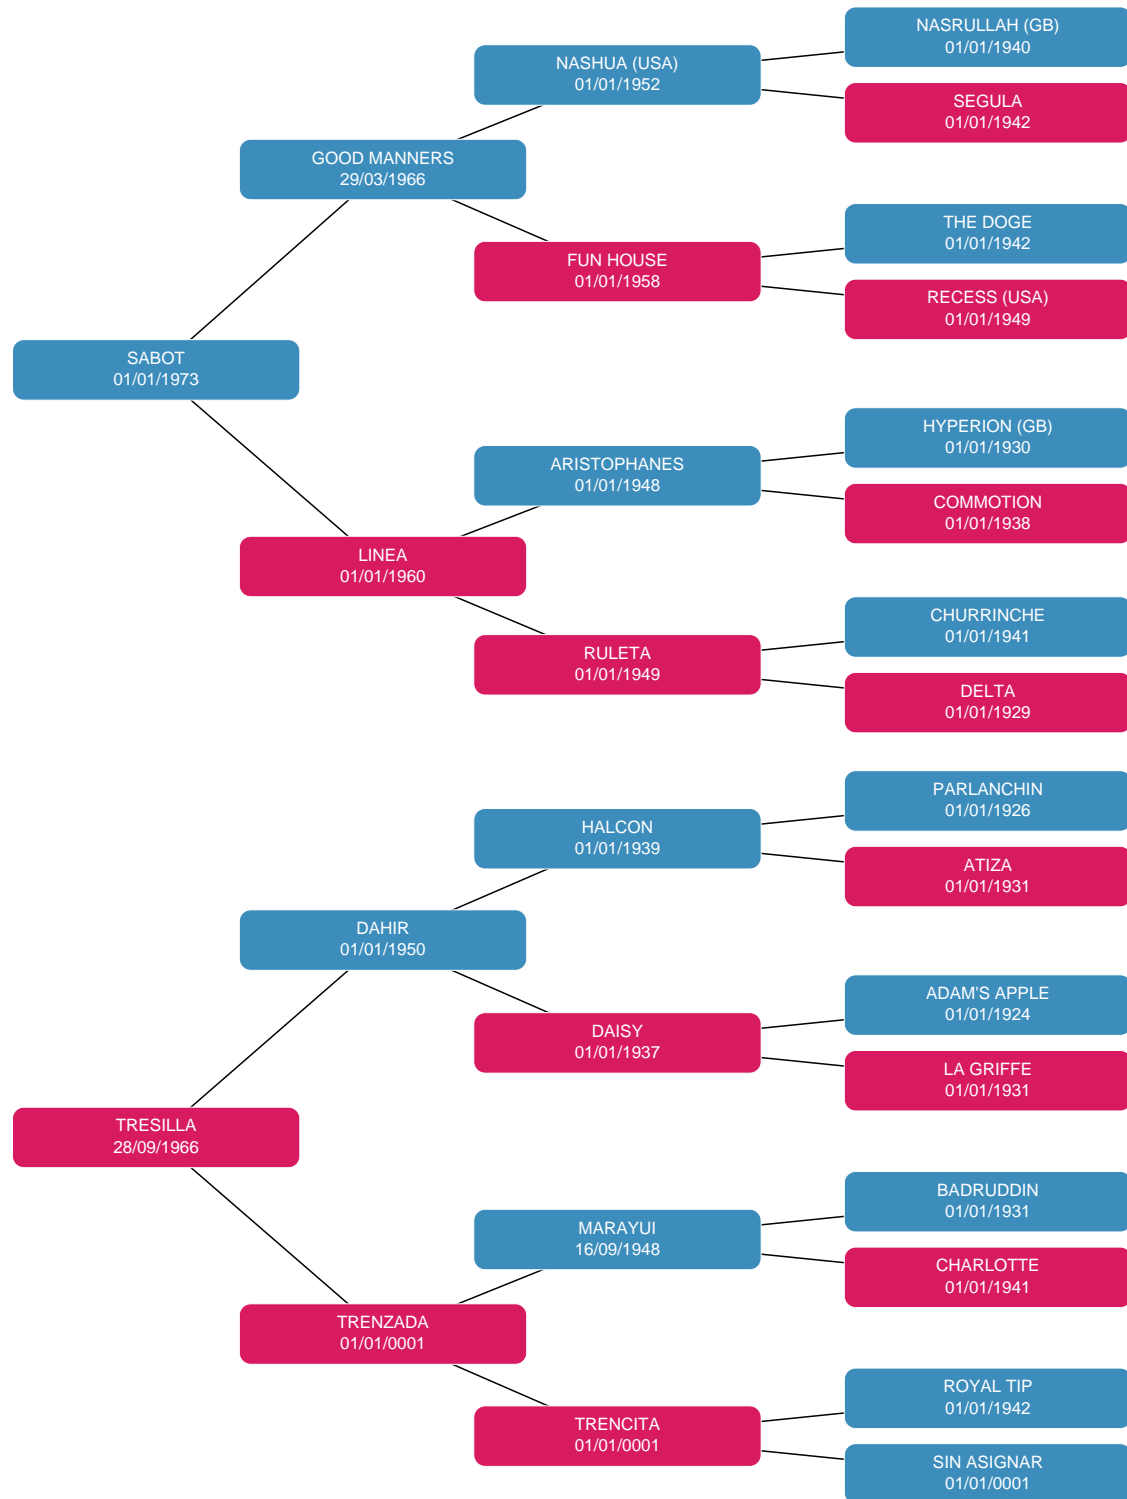 NASRULLAH (GB)
01/01/1940
NASHUA (USA)
01/01/1952
SEGULA
01/01/1942
GOOD MANNERS
29/03/1966
THE DOGE
01/01/1942
FUN HOUSE
01/01/1958
RECESS (USA)
01/01/1949
SABOT
01/01/1973
HYPERION (GB)
01/01/1930
ARISTOPHANES
01/01/1948
COMMOTION
01/01/1938
LINEA
01/01/1960
CHURRINCHE
01/01/1941
RULETA
01/01/1949
DELTA
01/01/1929
PARLANCHIN
01/01/1926
HALCON
01/01/1939
ATIZA
01/01/1931
DAHIR
01/01/1950
ADAM'S APPLE
01/01/1924
DAISY
01/01/1937
LA GRIFFE
01/01/1931
TRESILLA
28/09/1966
BADRUDDIN
01/01/1931
MARAYUI
16/09/1948
CHARLOTTE
01/01/1941
TRENZADA
01/01/0001
ROYAL TIP
01/01/1942
TRENCITA
01/01/0001
SIN ASIGNAR
01/01/0001